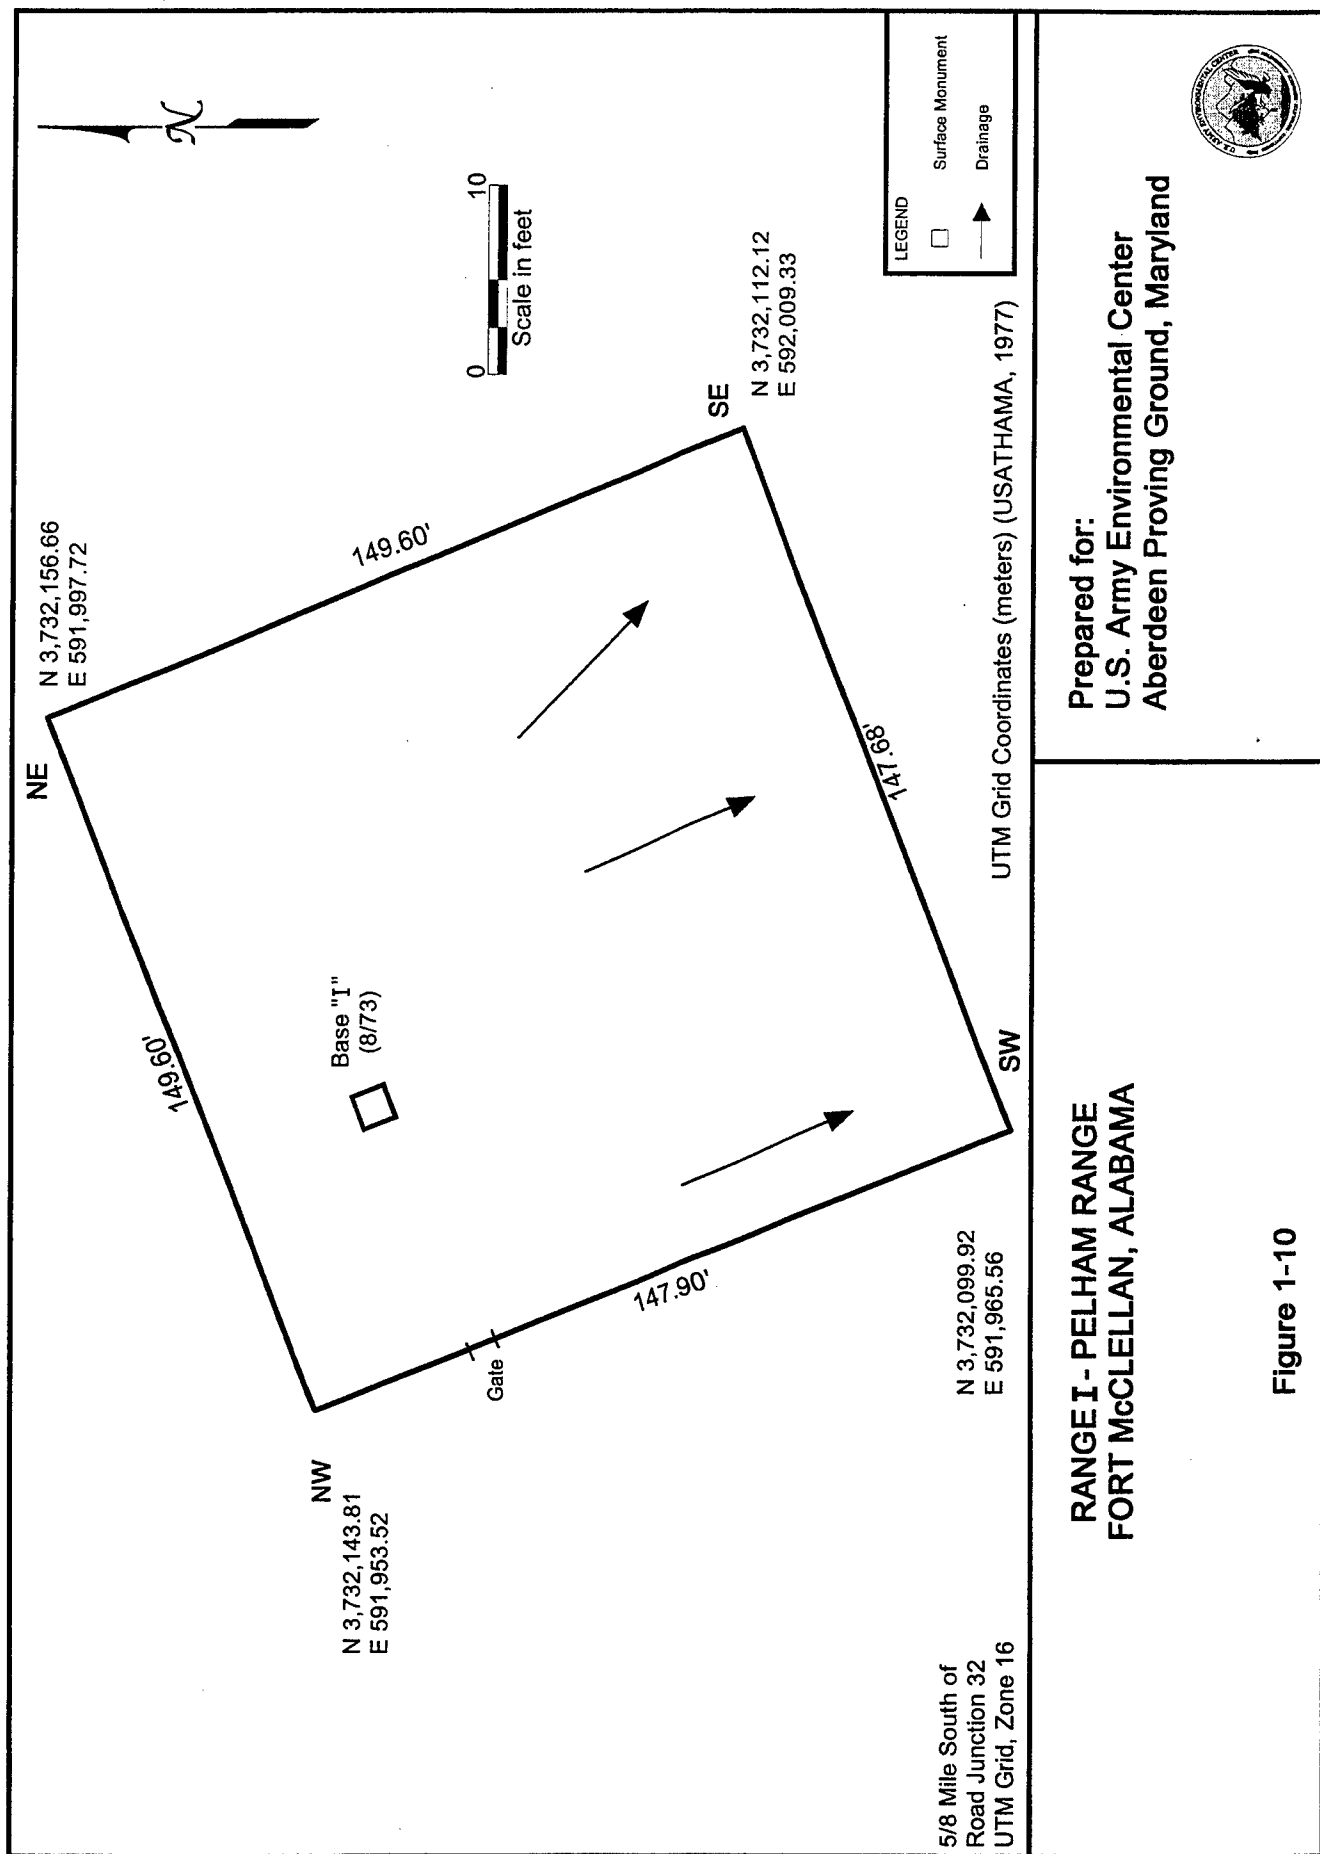 N
NE
N 3,732,156.66
E 591,997.72
149.60'
149.60'
Base "I"
(8/73)
0 10
Scale in feet
NW
N 3,732,143.81
E 591,953.52
Gate
147.90'
SE
N 3,732,112.12
E 592,009.33
147.68'
SW
N 3,732,099.92
E 591,965.56
LEGEND
Surface Monument
Drainage
5/8 Mile South of
Road Junction 32
UTM Grid, Zone 16
UTM Grid Coordinates (meters) (USATHAMA, 1977)
RANGE I - PELHAM RANGE
FORT McCLELLAN, ALABAMA
Figure 1-10
Prepared for:
U.S. Army Environmental Center
Aberdeen Proving Ground, Maryland
U.S. ARMY ENVIRONMENTAL CENTER